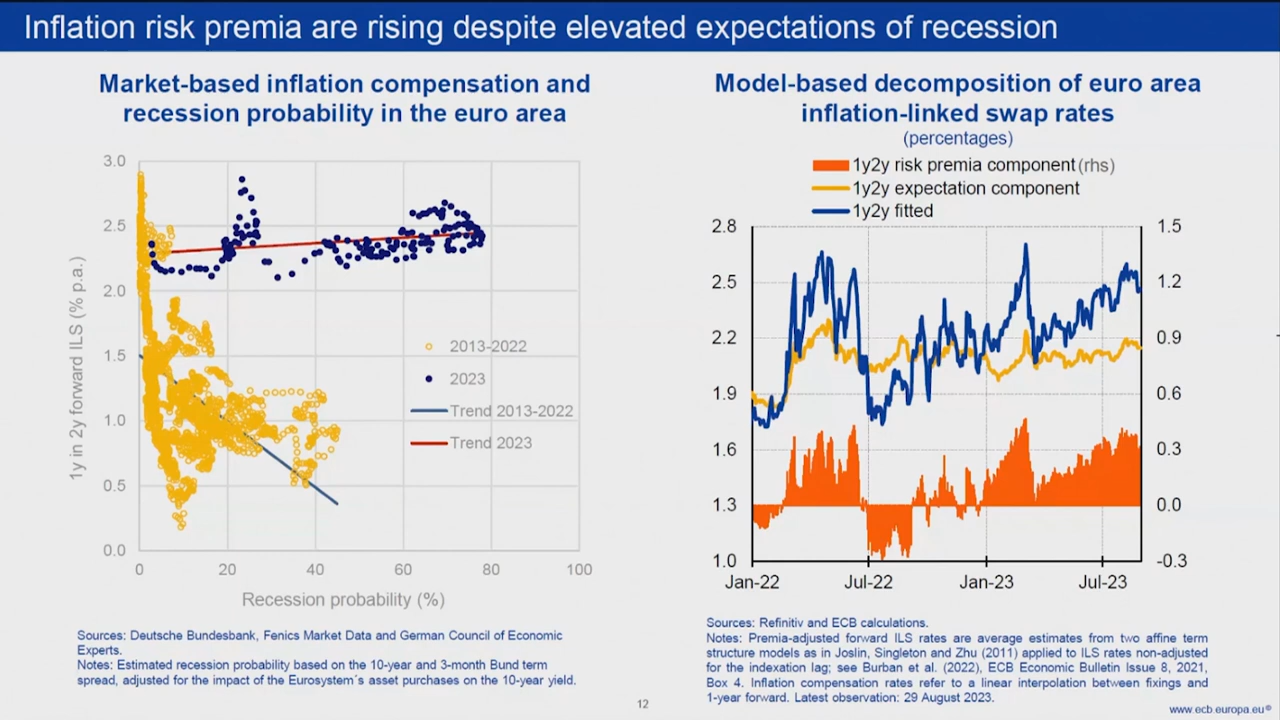 Inflation risk premia are rising despite elevated expectations of recession
Market-based inflation compensation and
recession probability in the euro area
1y in 2y forward ILS (% p.a.)
3.0
2.5
2.0
1.5
1.0
0.5
0.0
0 20 40 60 80 100
Recession probability (%)
2013-2022
2023
Trend 2013-2022
Trend 2023
Sources: Deutsche Bundesbank, Fenics Market Data and German Council of Economic
Experts.
Notes: Estimated recession probability based on the 10-year and 3-month Bund term
spread, adjusted for the impact of the Eurosystem´s asset purchases on the 10-year yield.
Model-based decomposition of euro area
inflation-linked swap rates
(percentages)
1y2y risk premia component (rhs)
1y2y expectation component
1y2y fitted
2.8
2.5
2.2
1.9
1.6
1.3
1.0
1.5
1.2
0.9
0.6
0.3
0.0
-0.3
Jan-22 Jul-22 Jan-23 Jul-23
Sources: Refinitiv and ECB calculations.
Notes: Premia-adjusted forward ILS rates are average estimates from two affine term
structure models as in Joslin, Singleton and Zhu (2011) applied to ILS rates non-adjusted
for the indexation lag; see Burban et al. (2022), ECB Economic Bulletin Issue 8, 2021,
Box 4. Inflation compensation rates refer to a linear interpolation between fixings and
1-year forward. Latest observation: 29 August 2023.
12
www.ecb.europa.eu ©